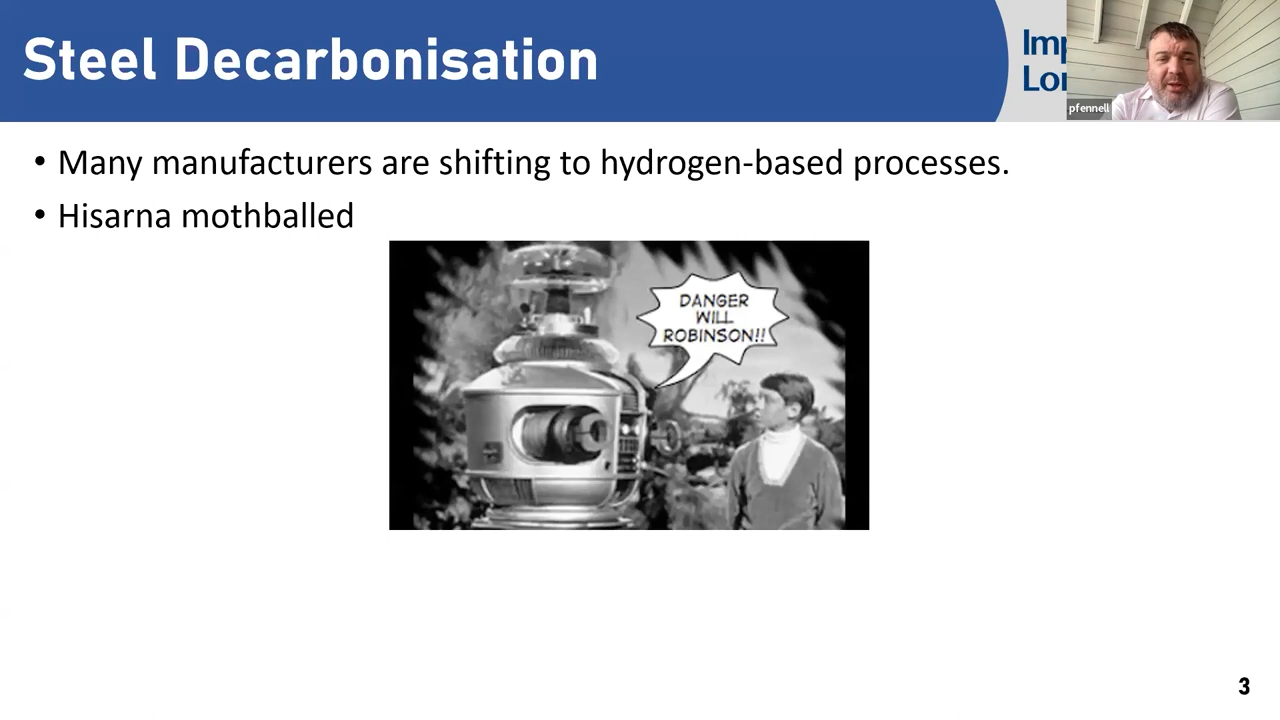 Steel Decarbonisation
Imp
Lon
pfennell
• Many manufacturers are shifting to hydrogen-based processes.
• Hisarna mothballed
DANGER
WILL
ROBINSON!!
3